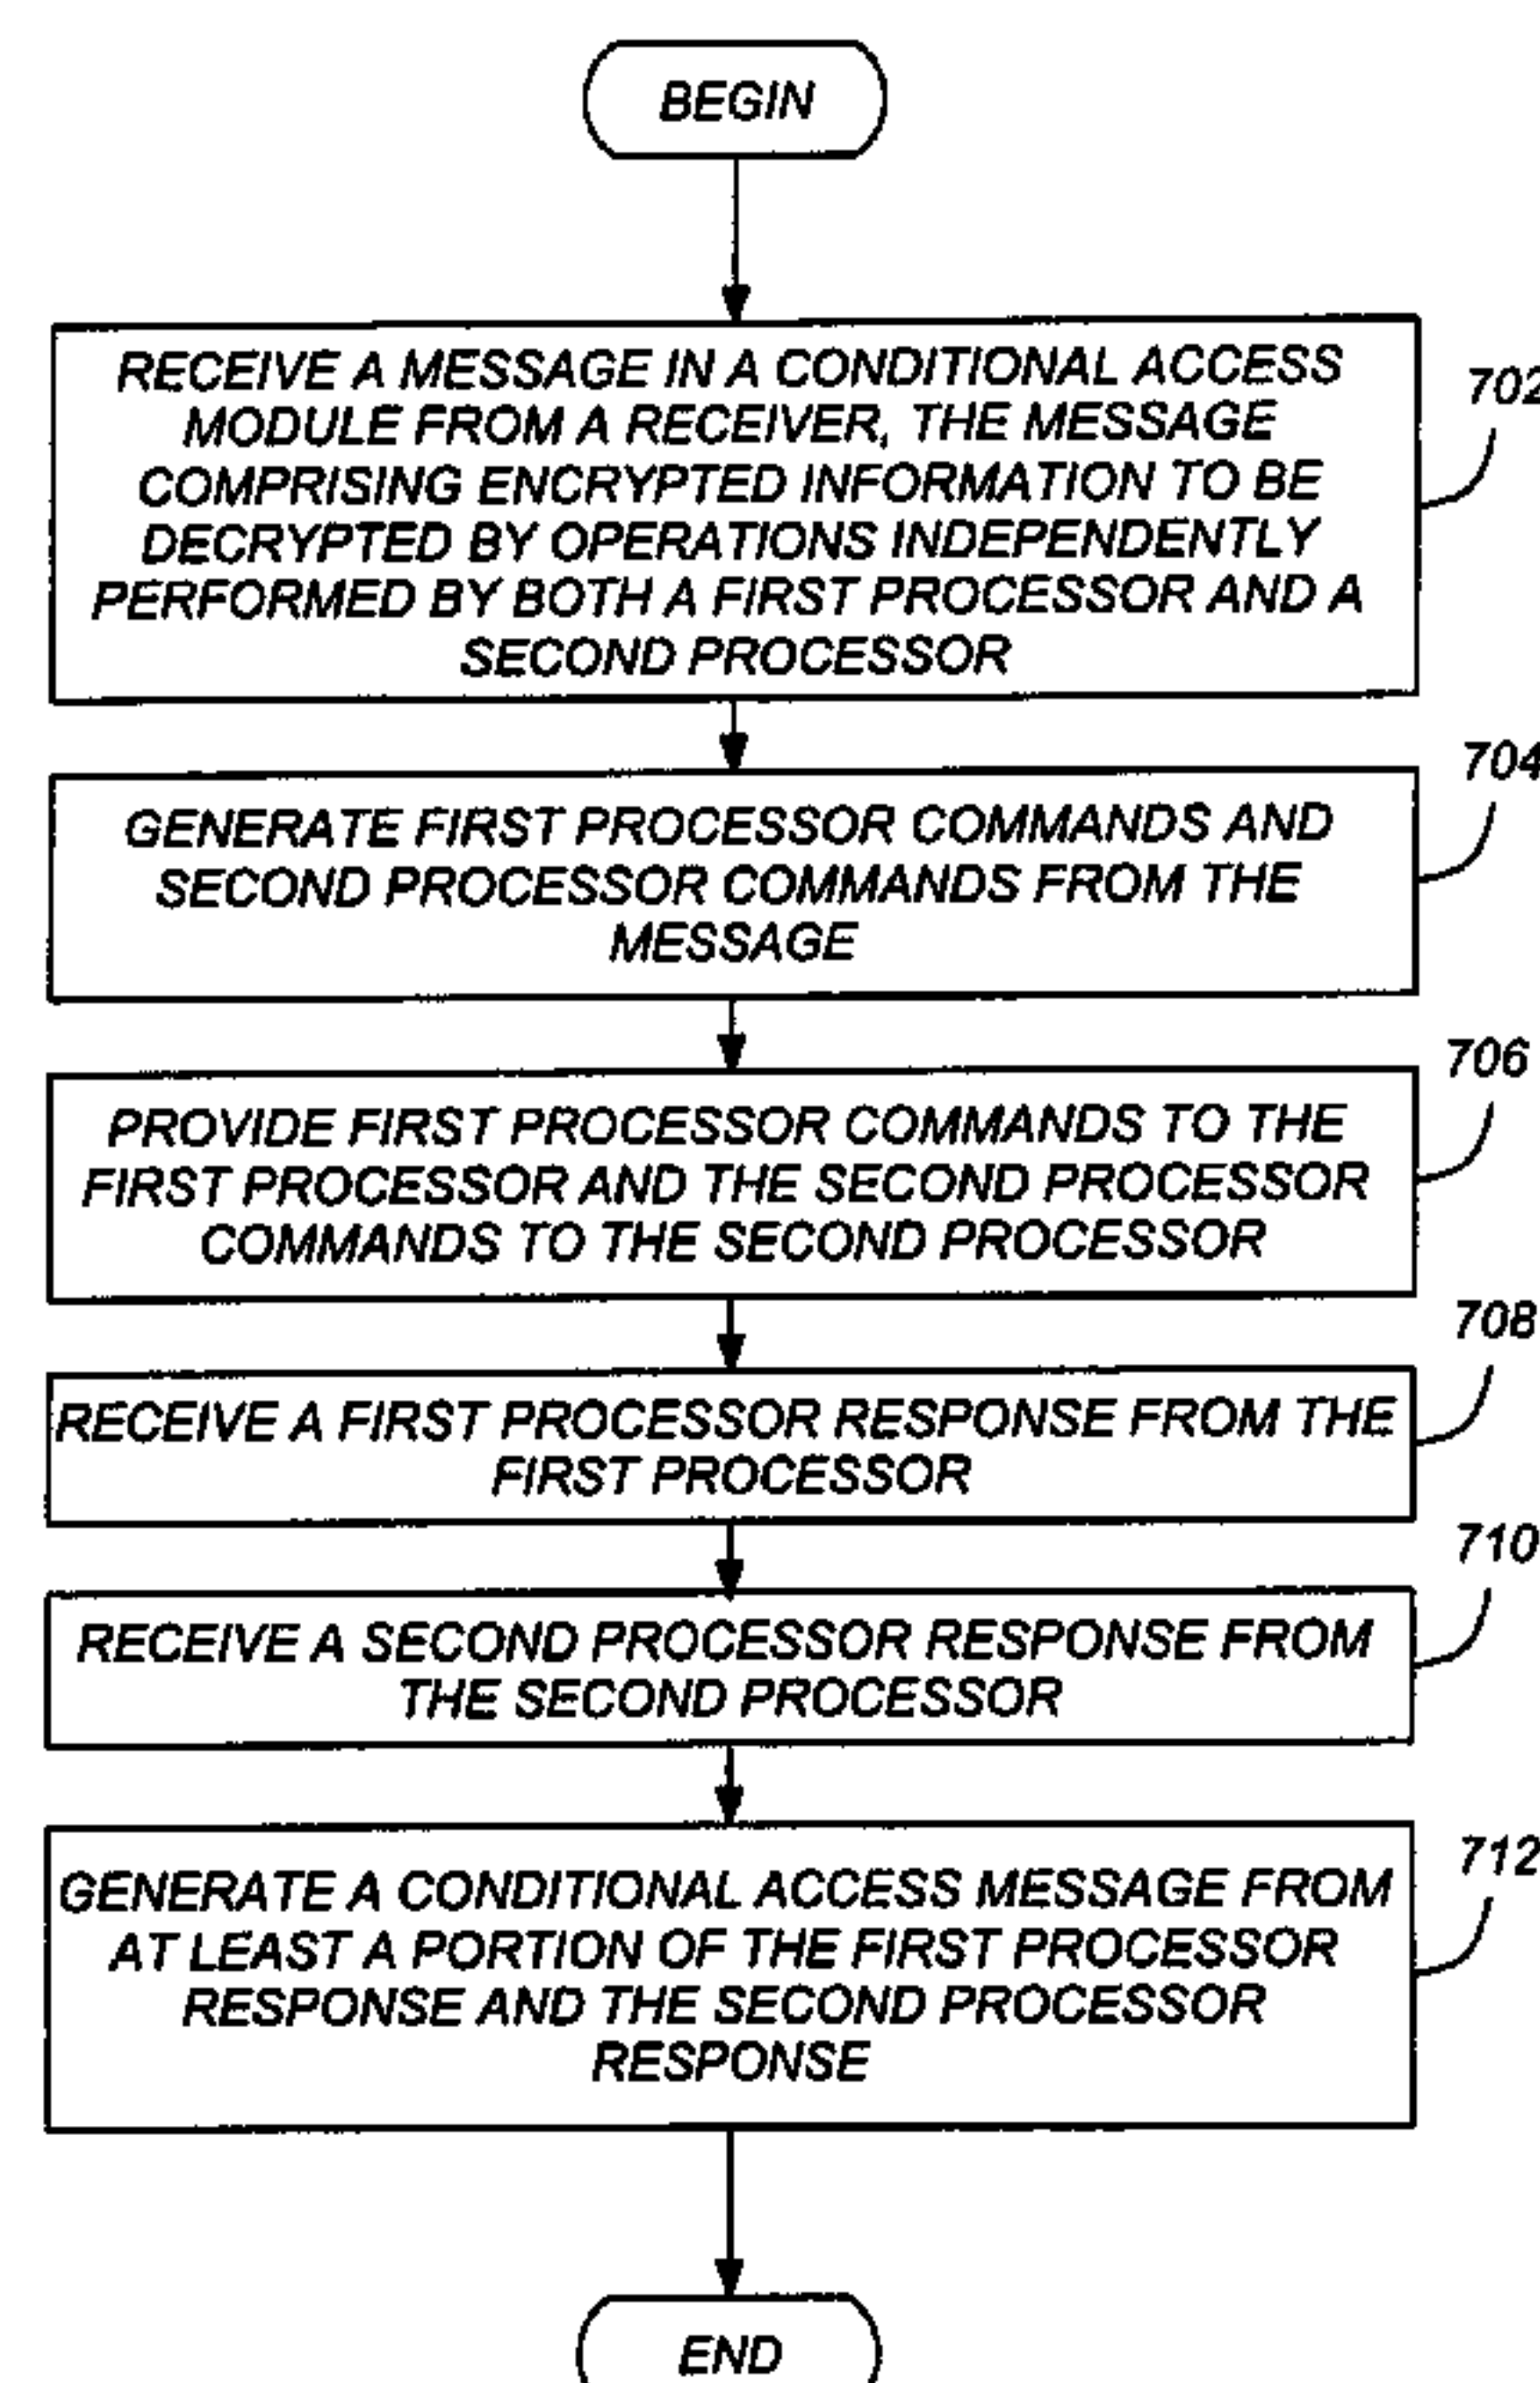 BEGIN
RECEIVE A MESSAGE IN A CONDITIONAL ACCESS
MODULE FROM A RECEIVER, THE MESSAGE
COMPRISING ENCRYPTED INFORMATION TO BE
DECRYPTED BY OPERATIONS INDEPENDENTLY
PERFORMED BY BOTH A FIRST PROCESSOR AND A
SECOND PROCESSOR
702
GENERATE FIRST PROCESSOR COMMANDS AND
SECOND PROCESSOR COMMANDS FROM THE
MESSAGE
704
PROVIDE FIRST PROCESSOR COMMANDS TO THE
FIRST PROCESSOR AND THE SECOND PROCESSOR
COMMANDS TO THE SECOND PROCESSOR
706
RECEIVE A FIRST PROCESSOR RESPONSE FROM THE
FIRST PROCESSOR
708
RECEIVE A SECOND PROCESSOR RESPONSE FROM
THE SECOND PROCESSOR
710
GENERATE A CONDITIONAL ACCESS MESSAGE FROM
AT LEAST A PORTION OF THE FIRST PROCESSOR
RESPONSE AND THE SECOND PROCESSOR
RESPONSE
712
END